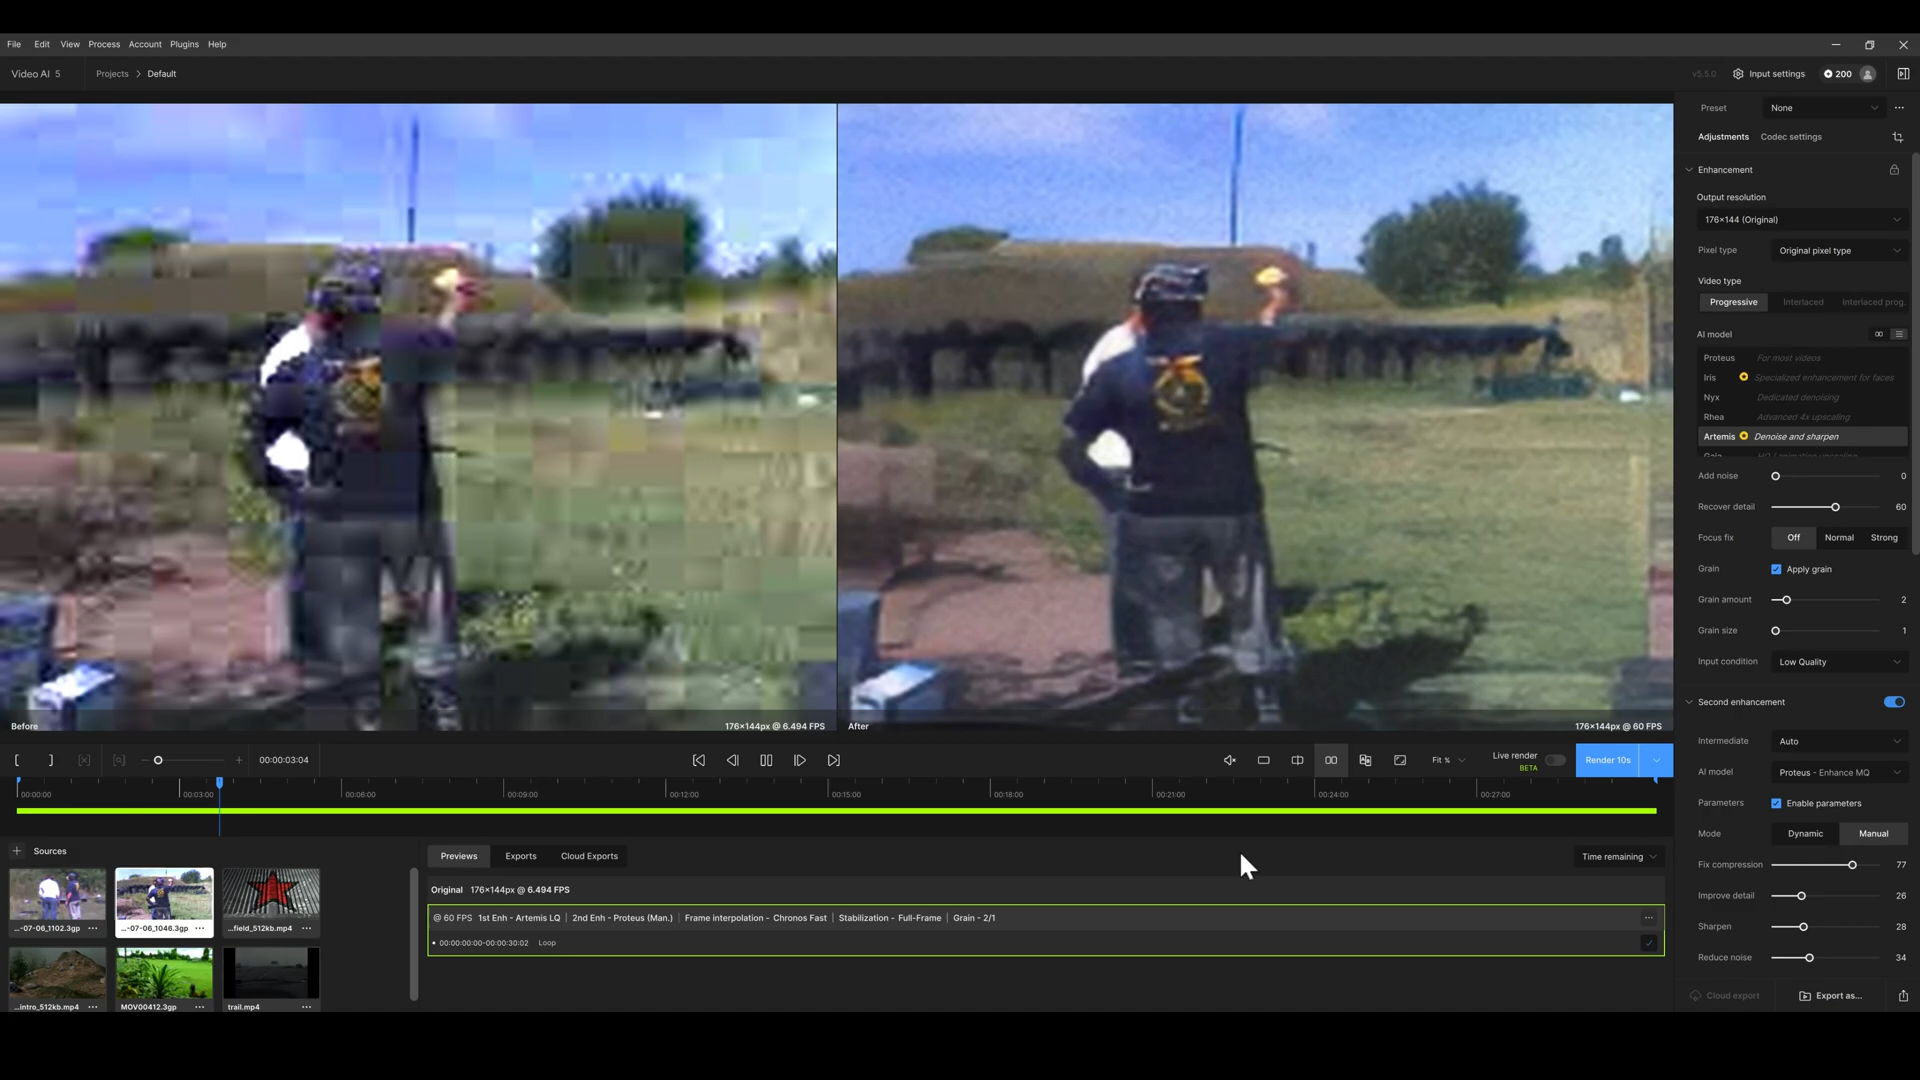 File Edit View Process Account Plugins Help
Video AI 5 Projects > Default v5.5.0 Input settings 200
Preset None
Adjustments Codec settings
Enhancement
Output resolution
176×144 (Original)
Pixel type Original pixel type
Video type
Progressive Interlaced Interlaced prog.
AI model
Proteus For most videos
Iris Specialized enhancement for faces
Nyx Dedicated denoising
Rhea Advanced 4x upscaling
Artemis Denoise and sharpen
Add noise 0
Recover detail 60
Focus fix Off Normal Strong
Grain Apply grain
Grain amount 2
Grain size 1
Input condition Low Quality
Second enhancement
Intermediate Auto
AI model Proteus - Enhance MQ
Parameters Enable parameters
Mode Dynamic Manual
Fix compression 77
Improve detail 26
Sharpen 28
Reduce noise 34
Cloud export Export as...
Before 176×144px @ 6.494 FPS After 176×144px @ 60 FPS
00:00:03:04 Fit % Live render BETA Render 10s
00:00:00 00:03:00 00:06:00 00:09:00 00:12:00 00:15:00 00:18:00 00:21:00 00:24:00 00:27:00
Sources
...-07-06_1102.3gp ...-07-06_1046.3gp ...field_512kb.mp4
...intro_512kb.mp4 MOV00412.3gp trail.mp4
Previews Exports Cloud Exports Time remaining
Original 176×144px @ 6.494 FPS
@ 60 FPS 1st Enh - Artemis LQ | 2nd Enh - Proteus (Man.) | Frame interpolation - Chronos Fast | Stabilization - Full-Frame | Grain - 2/1
00:00:00:00-00:00:30:02 Loop